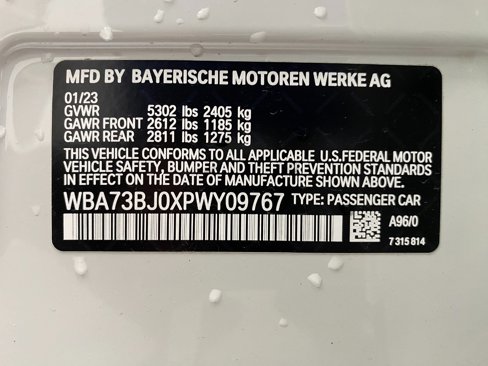 MFD BY BAYERISCHE MOTOREN WERKE AG
01/23
GVWR 5302 lbs 2405 kg
GAWR FRONT 2612 lbs 1185 kg
GAWR REAR 2811 lbs 1275 kg
THIS VEHICLE CONFORMS TO ALL APPLICABLE U.S.FEDERAL MOTOR
VEHICLE SAFETY, BUMPER AND THEFT PREVENTION STANDARDS
IN EFFECT ON THE DATE OF MANUFACTURE SHOWN ABOVE.
WBA73BJ0XPWY09767 TYPE: PASSENGER CAR
A96/0
7 315 814